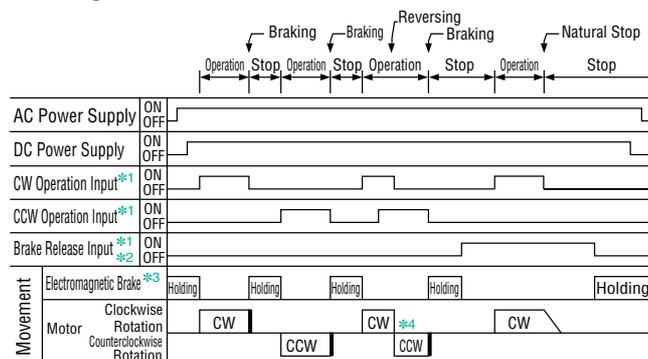 Reversing
Braking Braking Braking Natural Stop
Operation Stop Operation Stop Operation Stop Operation Stop
AC Power Supply ON OFF
DC Power Supply ON OFF
CW Operation Input*1 ON OFF
CCW Operation Input*1 ON OFF
Brake Release Input *1 *2 ON OFF
Movement
Electromagnetic Brake *3 Holding Holding Holding Holding Holding
Motor
Clockwise Rotation CW CW *4 CW
Counterclockwise Rotation CCW CCW